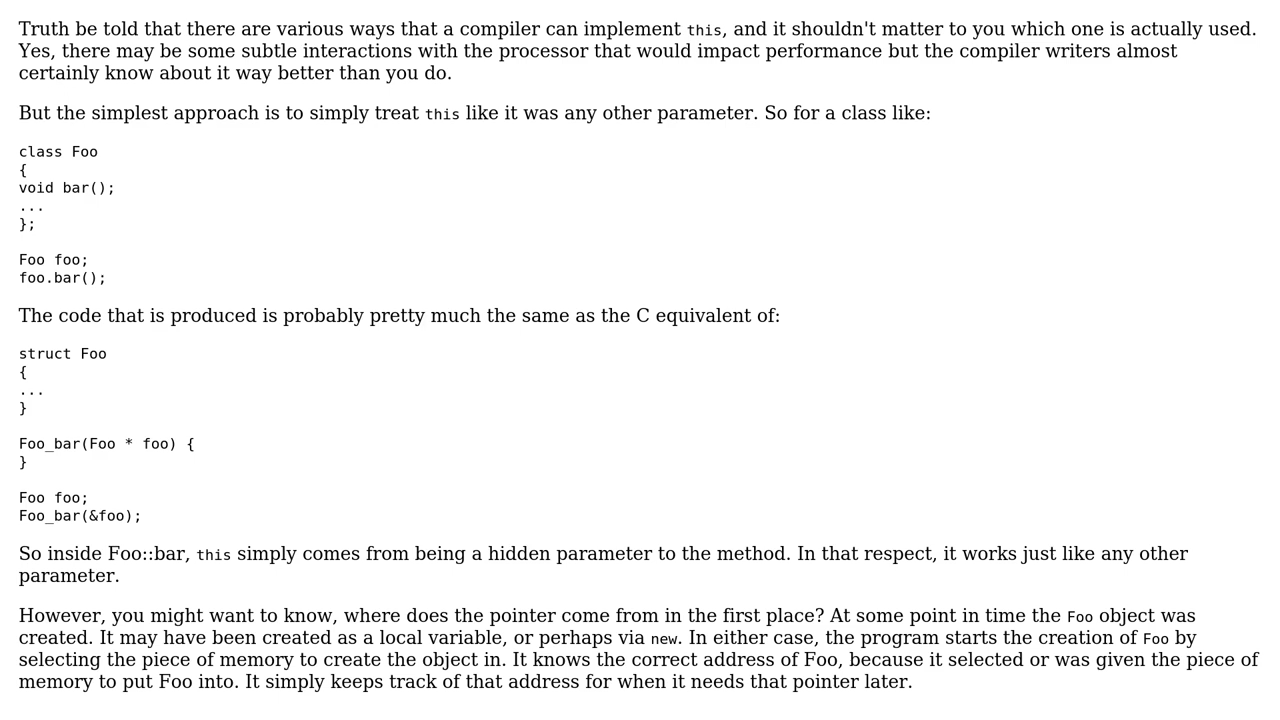 Truth be told that there are various ways that a compiler can implement this, and it shouldn't matter to you which one is actually used.
Yes, there may be some subtle interactions with the processor that would impact performance but the compiler writers almost
certainly know about it way better than you do.
But the simplest approach is to simply treat this like it was any other parameter. So for a class like:
class Foo
{
void bar();
...
};
Foo foo;
foo.bar();
The code that is produced is probably pretty much the same as the C equivalent of:
struct Foo
{
...
}
Foo_bar(Foo * foo) {
}
Foo foo;
Foo_bar(&foo);
So inside Foo::bar, this simply comes from being a hidden parameter to the method. In that respect, it works just like any other
parameter.
However, you might want to know, where does the pointer come from in the first place? At some point in time the Foo object was
created. It may have been created as a local variable, or perhaps via new. In either case, the program starts the creation of Foo by
selecting the piece of memory to create the object in. It knows the correct address of Foo, because it selected or was given the piece of
memory to put Foo into. It simply keeps track of that address for when it needs that pointer later.